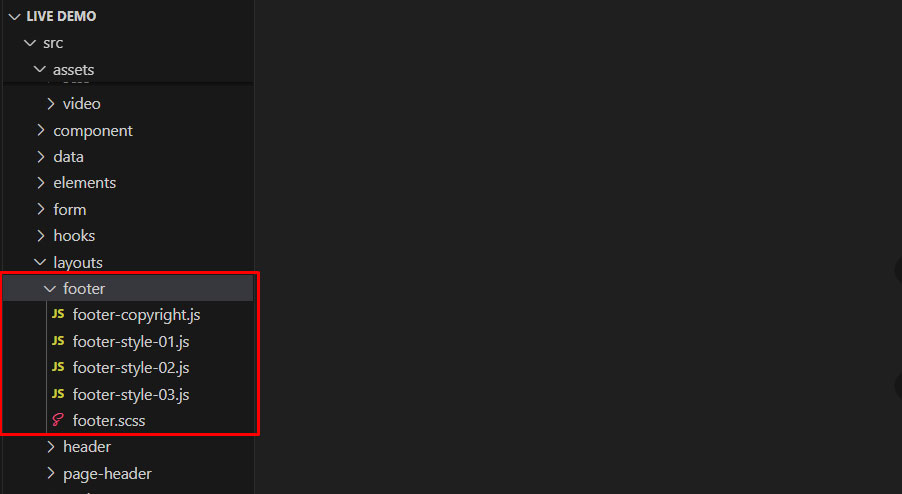 LIVE DEMO
src
assets
video
component
data
elements
form
hooks
layouts
footer
JS footer-copyright.js
JS footer-style-01.js
JS footer-style-02.js
JS footer-style-03.js
footer.scss
header
page-header